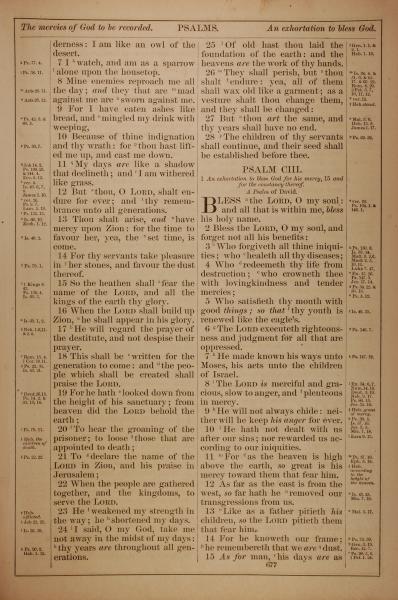 The mercies of God to be recorded. PSALMS. An exhortation to bless God.
derness: I am like an owl of the
desert.
7 I watch, and am as a sparrow
alone upon the housetop.
8 Mine enemies reproach me all
the day; and they that are mad
against me are sworn against me.
9 For I have eaten ashes like
bread, and mingled my drink with
weeping,
10 Because of thine indignation
and thy wrath: for thou hast lift-
ed me up, and cast me down.
11 My days are like a shadow
that declineth; and I am withered
like grass.
12 But thou, O LORD, shalt en-
dure for ever; and thy remem-
brance unto all generations.
13 Thou shalt arise, and have
mercy upon Zion: for the time to
favour her, yea, the set time, is
come.
14 For thy servants take pleasure
in her stones, and favour the dust
thereof.
15 So the heathen shall fear the
name of the LORD, and all the
kings of the earth thy glory.
16 When the LORD shall build up
Zion, he shall appear in his glory.
17 He will regard the prayer of
the destitute, and not despise their
prayer.
18 This shall be written for the
generation to come: and the peo-
ple which shall be created shall
praise the LORD.
19 For he hath looked down from
the height of his sanctuary; from
heaven did the LORD behold the
earth;
20 To hear the groaning of the
prisoner; to loose those that are
appointed to death;
21 To declare the name of the
LORD in Zion, and his praise in
Jerusalem;
22 When the people are gathered
together, and the kingdoms, to
serve the LORD.
23 He weakened my strength in
the way; he shortened my days.
24 I said, O my God, take me
not away in the midst of my days:
thy years are throughout all gen-
erations.
25 Of old hast thou laid the
foundation of the earth: and the
heavens are the work of thy hands.
26 They shall perish, but thou
shalt endure: yea, all of them
shall wax old like a garment; as a
vesture shalt thou change them,
and they shall be changed:
27 But thou art the same, and
thy years shall have no end.
28 The children of thy servants
shall continue, and their seed shall
be established before thee.
PSALM CIII.
1 An exhortation to bless God for his mercy, 15 and
for the constancy thereof.
A Psalm of David.
BLESS the LORD, O my soul:
and all that is within me, bless
his holy name.
2 Bless the LORD, O my soul, and
forget not all his benefits:
3 Who forgiveth all thine iniqui-
ties; who healeth all thy diseases;
4 Who redeemeth thy life from
destruction; who crowneth thee
with lovingkindness and tender
mercies;
5 Who satisfieth thy mouth with
good things; so that thy youth is
renewed like the eagle's.
6 The LORD executeth righteous-
ness and judgment for all that are
oppressed.
7 He made known his ways unto
Moses, his acts unto the children
of Israel.
8 The LORD is merciful and gra-
cious, slow to anger, and plenteous
in mercy.
9 He will not always chide: nei-
ther will he keep his anger for ever.
10 He hath not dealt with us
after our sins; nor rewarded us ac-
cording to our iniquities.
11 For as the heaven is high
above the earth, so great is his
mercy toward them that fear him.
12 As far as the east is from the
west, so far hath he removed our
transgressions from us.
13 Like as a father pitieth his
children, so the LORD pitieth them
that fear him.
14 For he knoweth our frame;
he remembereth that we are dust.
15 As for man, his days are as
677